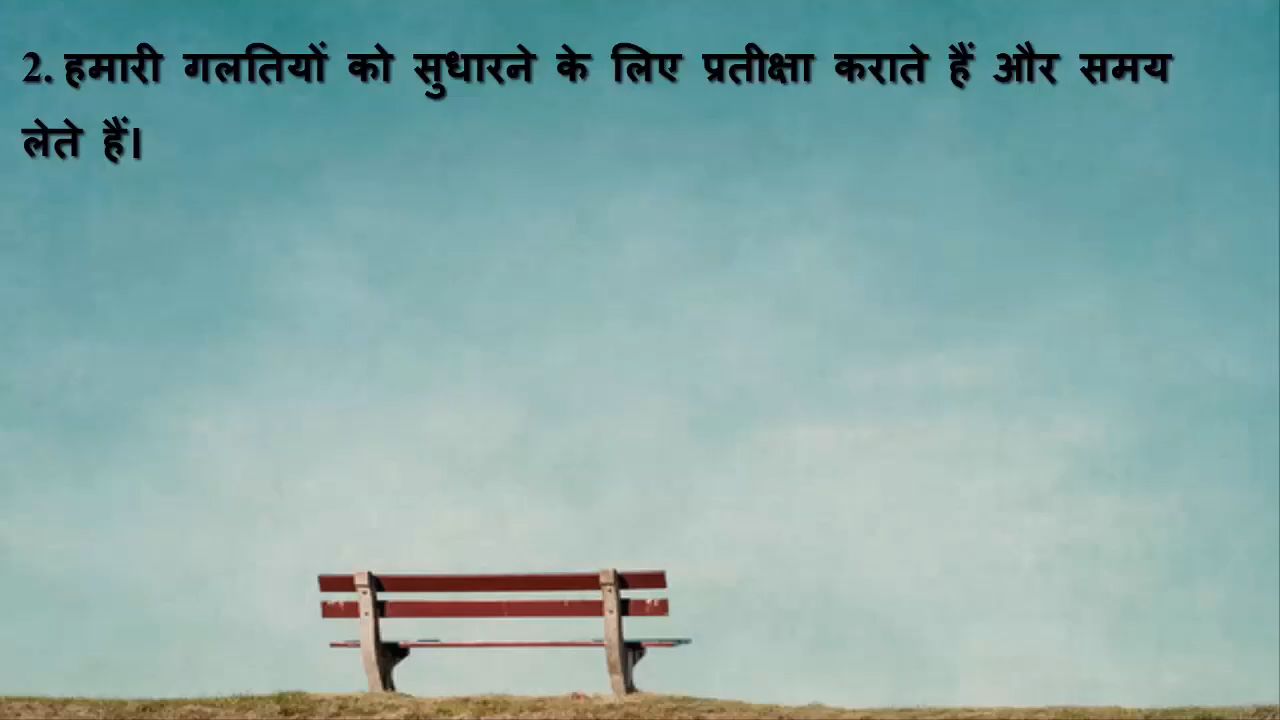 2. हमारी गलतियों को सुधारने के लिए प्रतीक्षा कराते हैं और समय
लेते हैं।